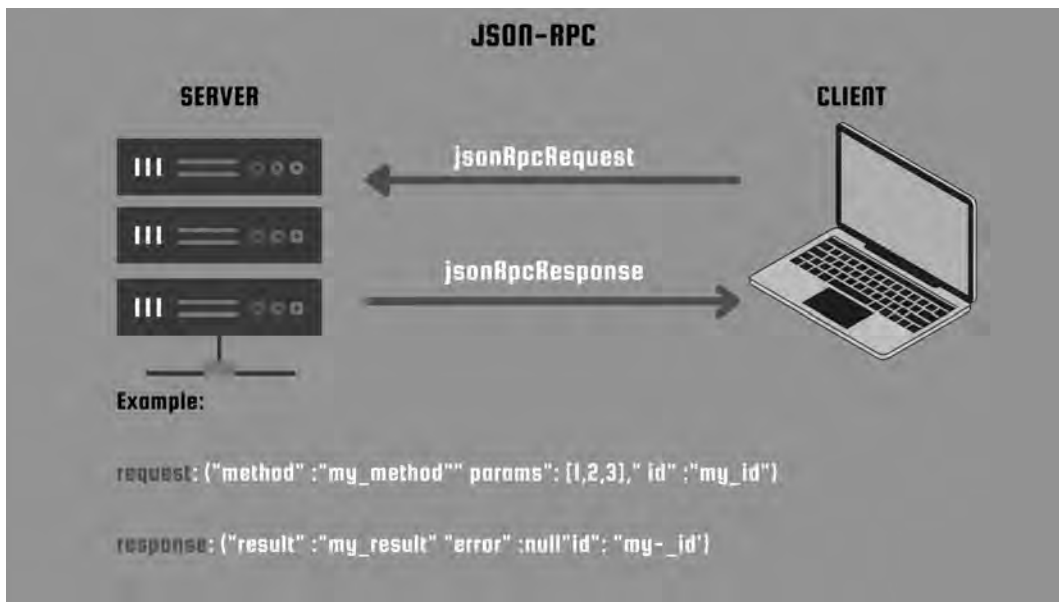 JSON-RPC
SERVER
CLIENT
jsonRpcRequest
jsonRpcResponse
Example:
request: ("method" :"my_method"" params": [1,2,3]," id" :"my_id")
response: ("result" :"my_result" "error" :null"id": "my-_id')